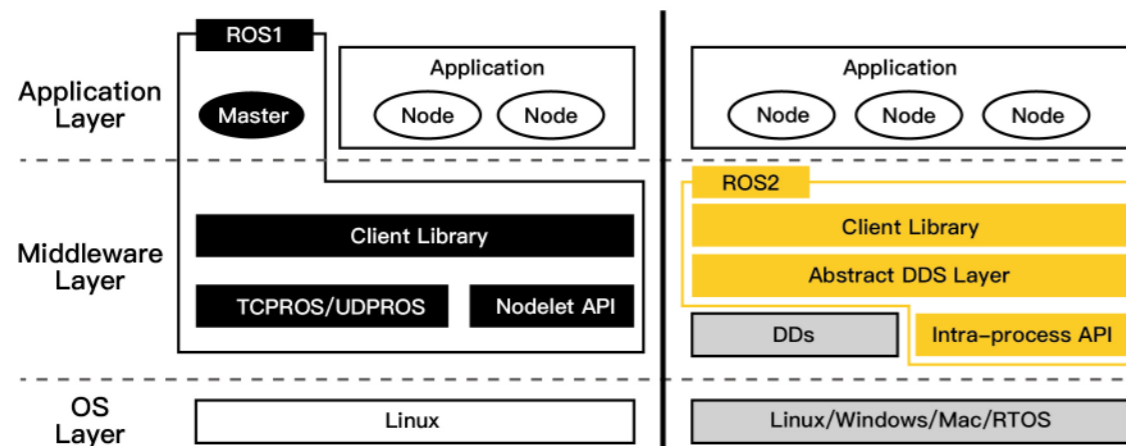 ROS1
Application
Layer
Master
Application
Node
Node
Application
Node
Node
Node
Middleware
Layer
Client Library
TCPROS/UDPROS
Nodelet API
ROS2
Client Library
Abstract DDS Layer
DDs
Intra-process API
OS
Layer
Linux
Linux/Windows/Mac/RTOS